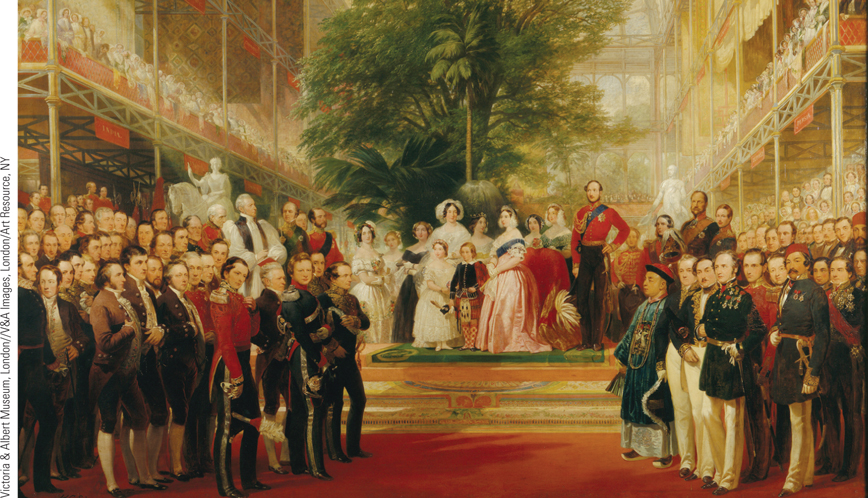 Victoria & Albert Museum, London/V&A Images, London/Art Resource, NY